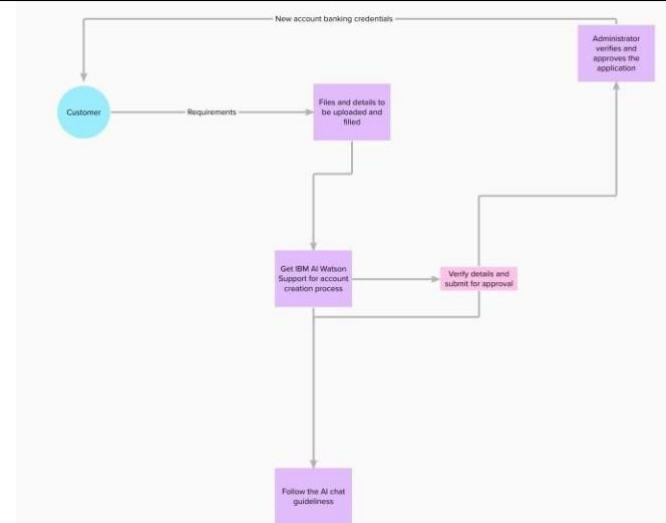 New account banking credentials
Administrator
verifies and
approves the
application
Customer
Requirements
Files and details to
be uploaded and
filled
Get IBM AI Watson
Support for account
creation process
Verify details and
submit for approval
Follow the AI chat
guideliness